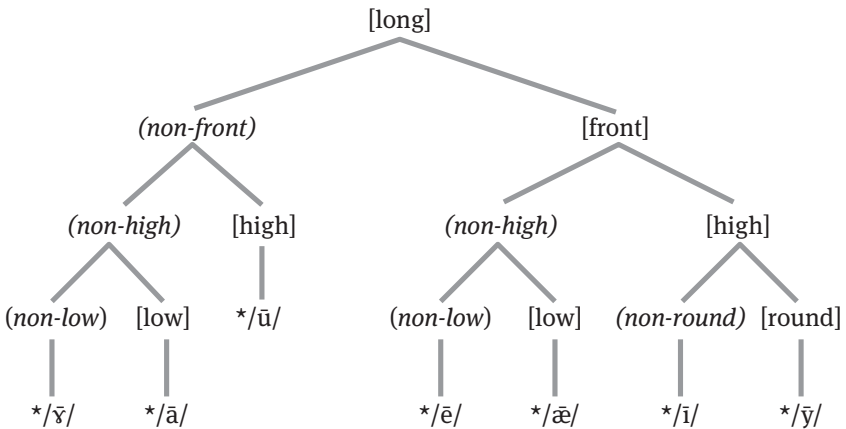 [long]
(non-front) [front]
(non-high) [high] (non-high) [high]
(non-low) [low] */ū/ (non-low) [low] (non-round) [round]
*/ɤ̄/ */ā/ */ē/ */ǣ/ */ī/ */ȳ/